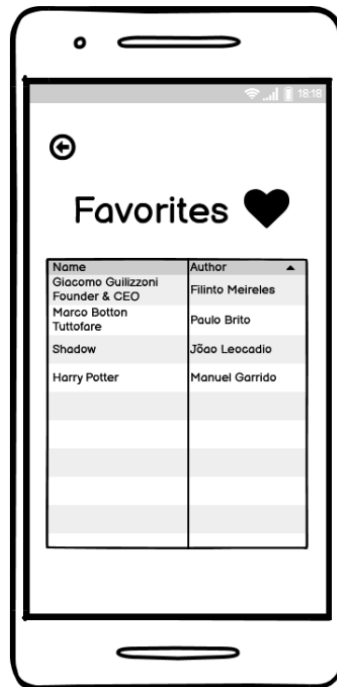 18:18
Favorites
Name Author
Giacomo Guilizzoni
Founder & CEO Filinto Meireles
Marco Botton
Tuttofare Paulo Brito
Shadow Jõao Leocadio
Harry Potter Manuel Garrido